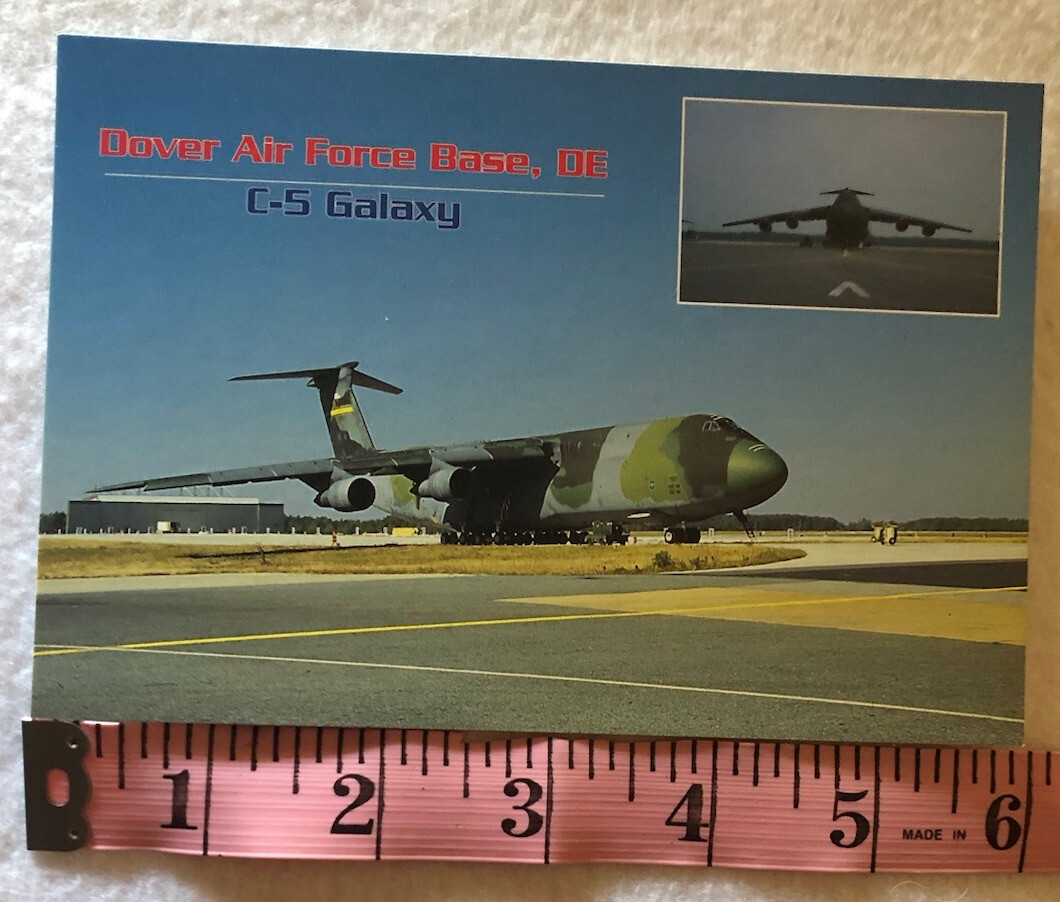 Dover Air Force Base, DE
C-5 Galaxy
1 2 3 4 5 MADE IN 6